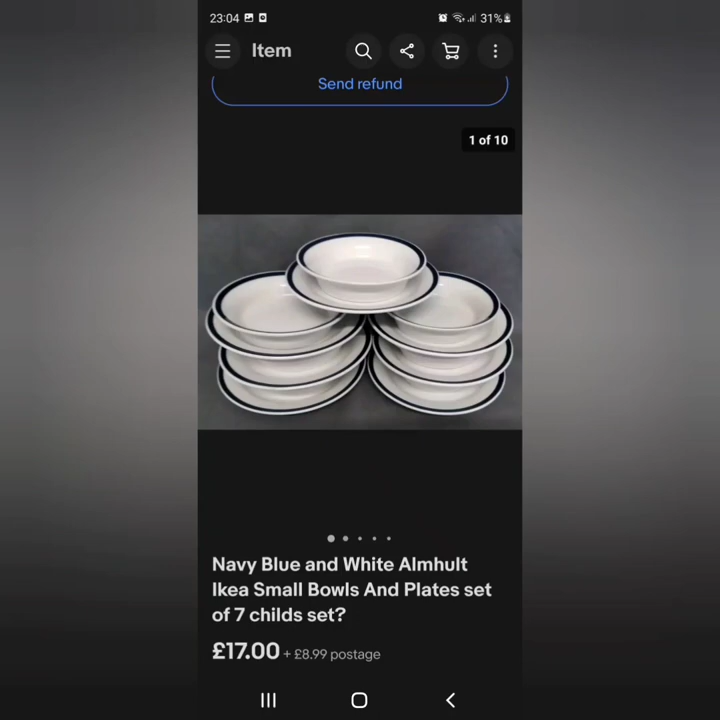 23:04 31%
Item
Send refund
1 of 10
Navy Blue and White Almhult
Ikea Small Bowls And Plates set
of 7 childs set?
£17.00 + £8.99 postage